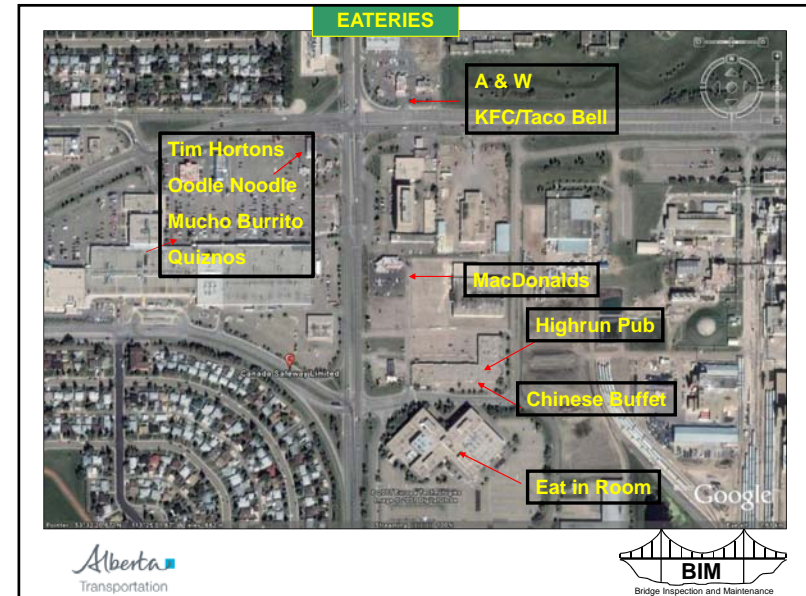 EATERIES
A & W
KFC/Taco Bell
Tim Hortons
Oodle Noodle
Mucho Burrito
Quiznos
MacDonalds
Highrun Pub
Canada Safeway Limited
Chinese Buffet
Eat in Room
Google
Alberta
Transportation
BIM
Bridge Inspection and Maintenance